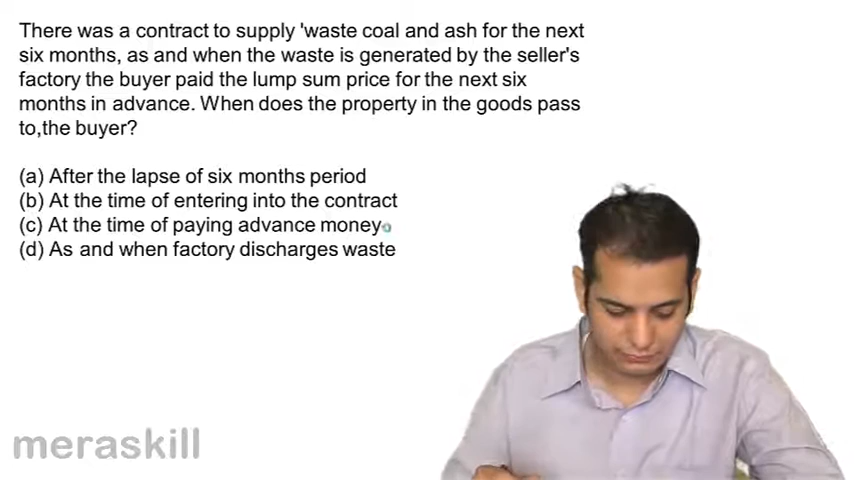 There was a contract to supply 'waste coal and ash for the next
six months, as and when the waste is generated by the seller's
factory the buyer paid the lump sum price for the next six
months in advance. When does the property in the goods pass
to,the buyer?
(a) After the lapse of six months period
(b) At the time of entering into the contract
(c) At the time of paying advance money
(d) As and when factory discharges waste
meraskill